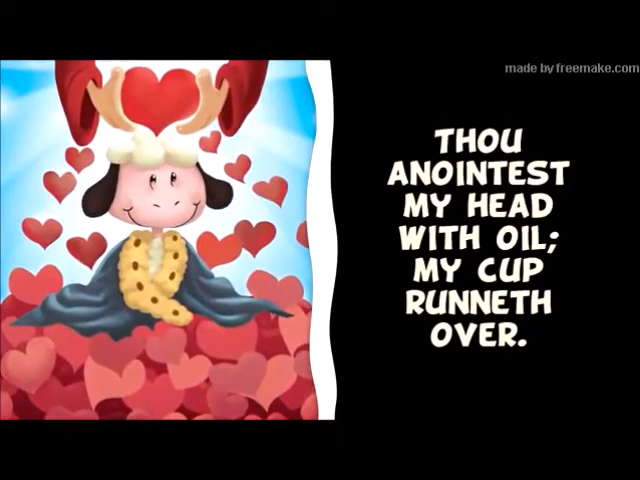 made by freemake.com
THOU
ANOINTEST
MY HEAD
WITH OIL;
MY CUP
RUNNETH
OVER.